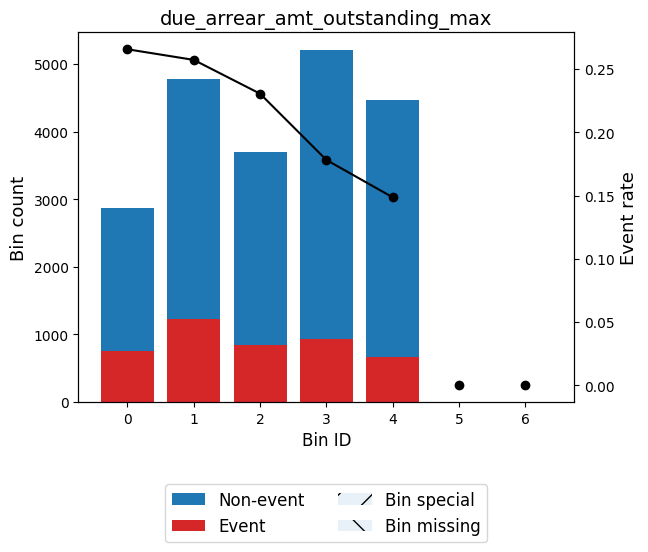 due_arrear_amt_outstanding_max
5000
4000
3000
2000
1000
0
Bin count
0.25
0.20
0.15
0.10
0.05
0.00
Event rate
0 1 2 3 4 5 6
Bin ID
Non-event
Event
Bin special
Bin missing